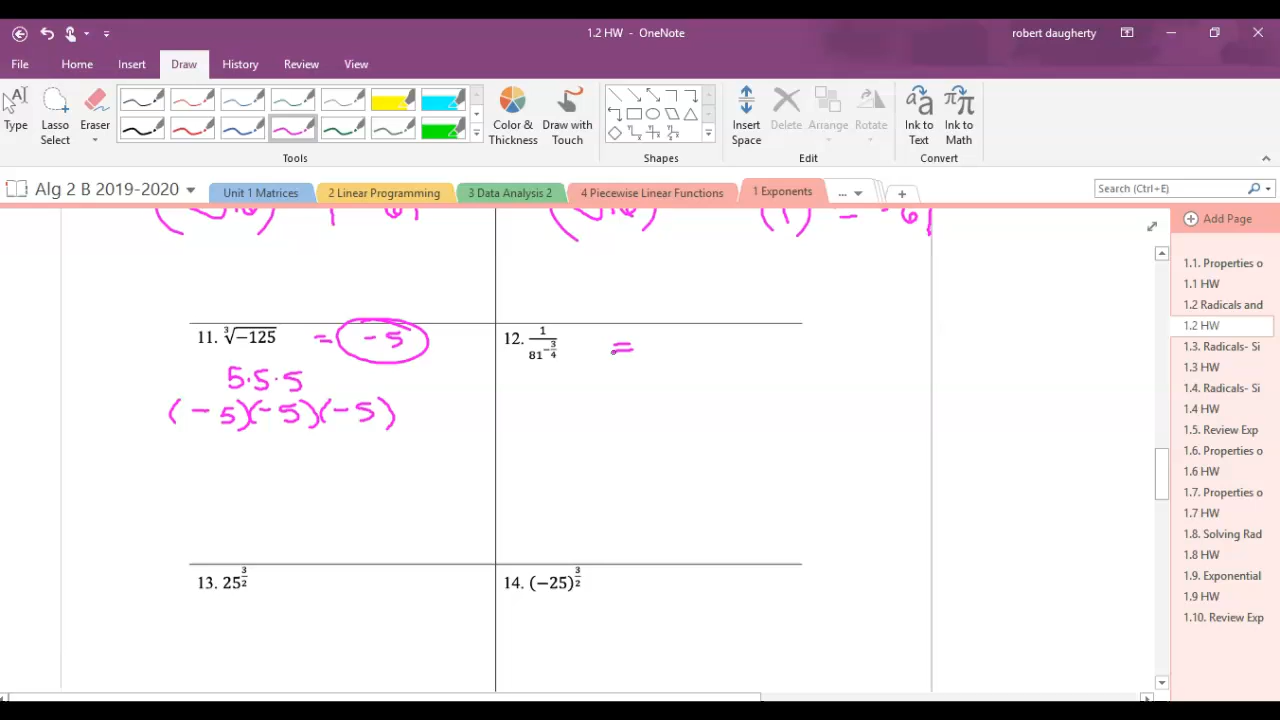 1.2 HW - OneNote
robert daugherty
File Home Insert Draw History Review View
Type
Lasso Select
Eraser
Color & Thickness
Draw with Touch
Insert Space
Delete
Arrange
Rotate
Ink to Text
Ink to Math
Tools
Shapes
Edit
Convert
Alg 2 B 2019-2020
Unit 1 Matrices
2 Linear Programming
3 Data Analysis 2
4 Piecewise Linear Functions
1 Exponents
...
Search (Ctrl+E)
Add Page
1.1. Properties o
1.1 HW
1.2 Radicals and
1.2 HW
1.3. Radicals- Si
1.3 HW
1.4. Radicals- Si
1.4 HW
1.5. Review Exp
1.6. Properties o
1.6 HW
1.7. Properties o
1.7 HW
1.8. Solving Rad
1.8 HW
1.9. Exponential
1.9 HW
1.10. Review Exp
11. ∛−125 = -5
5·5·5
(-5)(-5)(-5)
12. 1/81^(−3/4) =
13. 25^(3/2)
14. (−25)^(3/2)